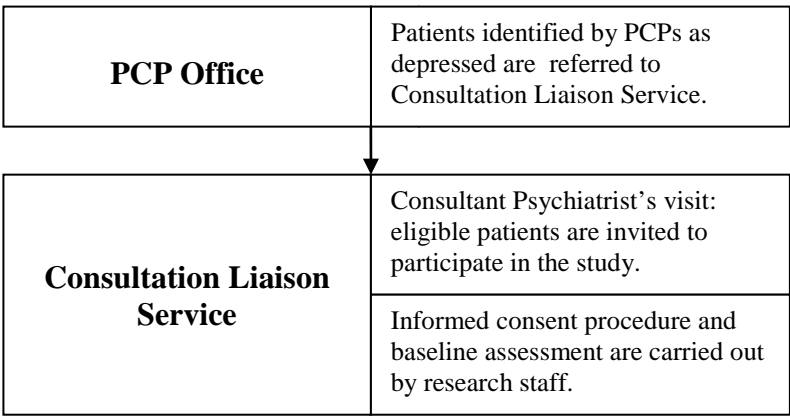 PCP Office
Patients identified by PCPs as
depressed are referred to
Consultation Liaison Service.
Consultation Liaison
Service
Consultant Psychiatrist’s visit:
eligible patients are invited to
participate in the study.
Informed consent procedure and
baseline assessment are carried out
by research staff.